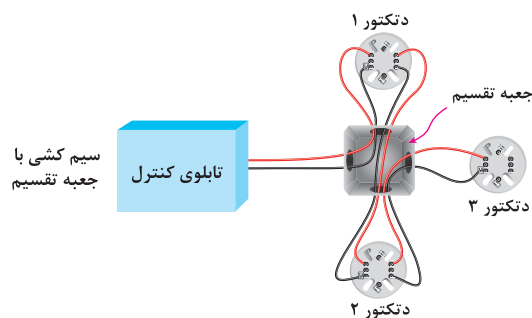 دتکتور ۱
جعبه تقسیم
سیم کشی با
جعبه تقسیم
تابلوی کنترل
دتکتور ۳
دتکتور ۲